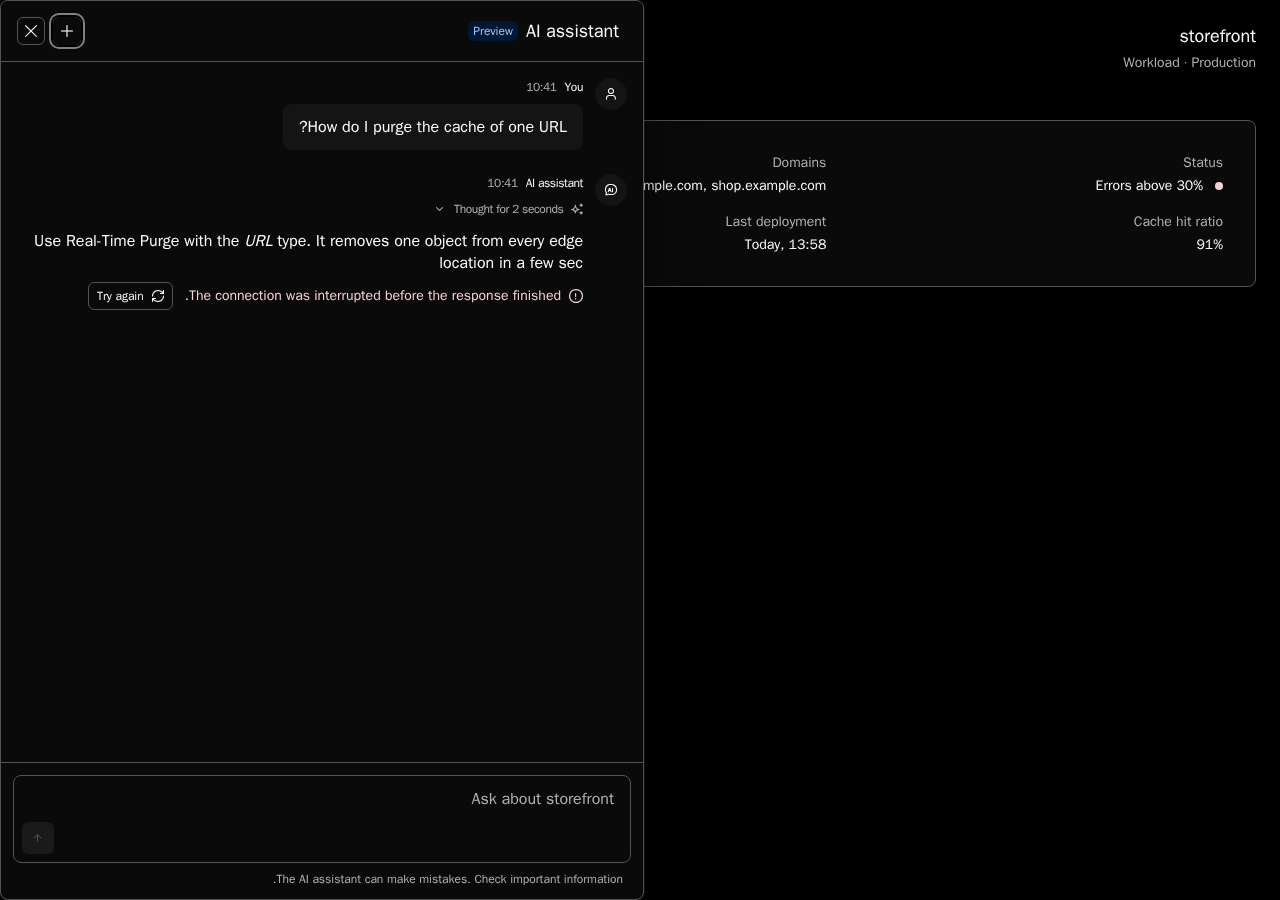 AI assistant
Preview
You 10:41
?How do I purge the cache of one URL
AI assistant 10:41
Thought for 2 seconds
Use Real-Time Purge with the URL type. It removes one object from every edge
location in a few sec
.The connection was interrupted before the response finished
Try again
Ask about storefront
.The AI assistant can make mistakes. Check important information
storefront
Workload · Production
Status
Errors above 30%
Domains
mple.com, shop.example.com
Cache hit ratio
91%
Last deployment
Today, 13:58